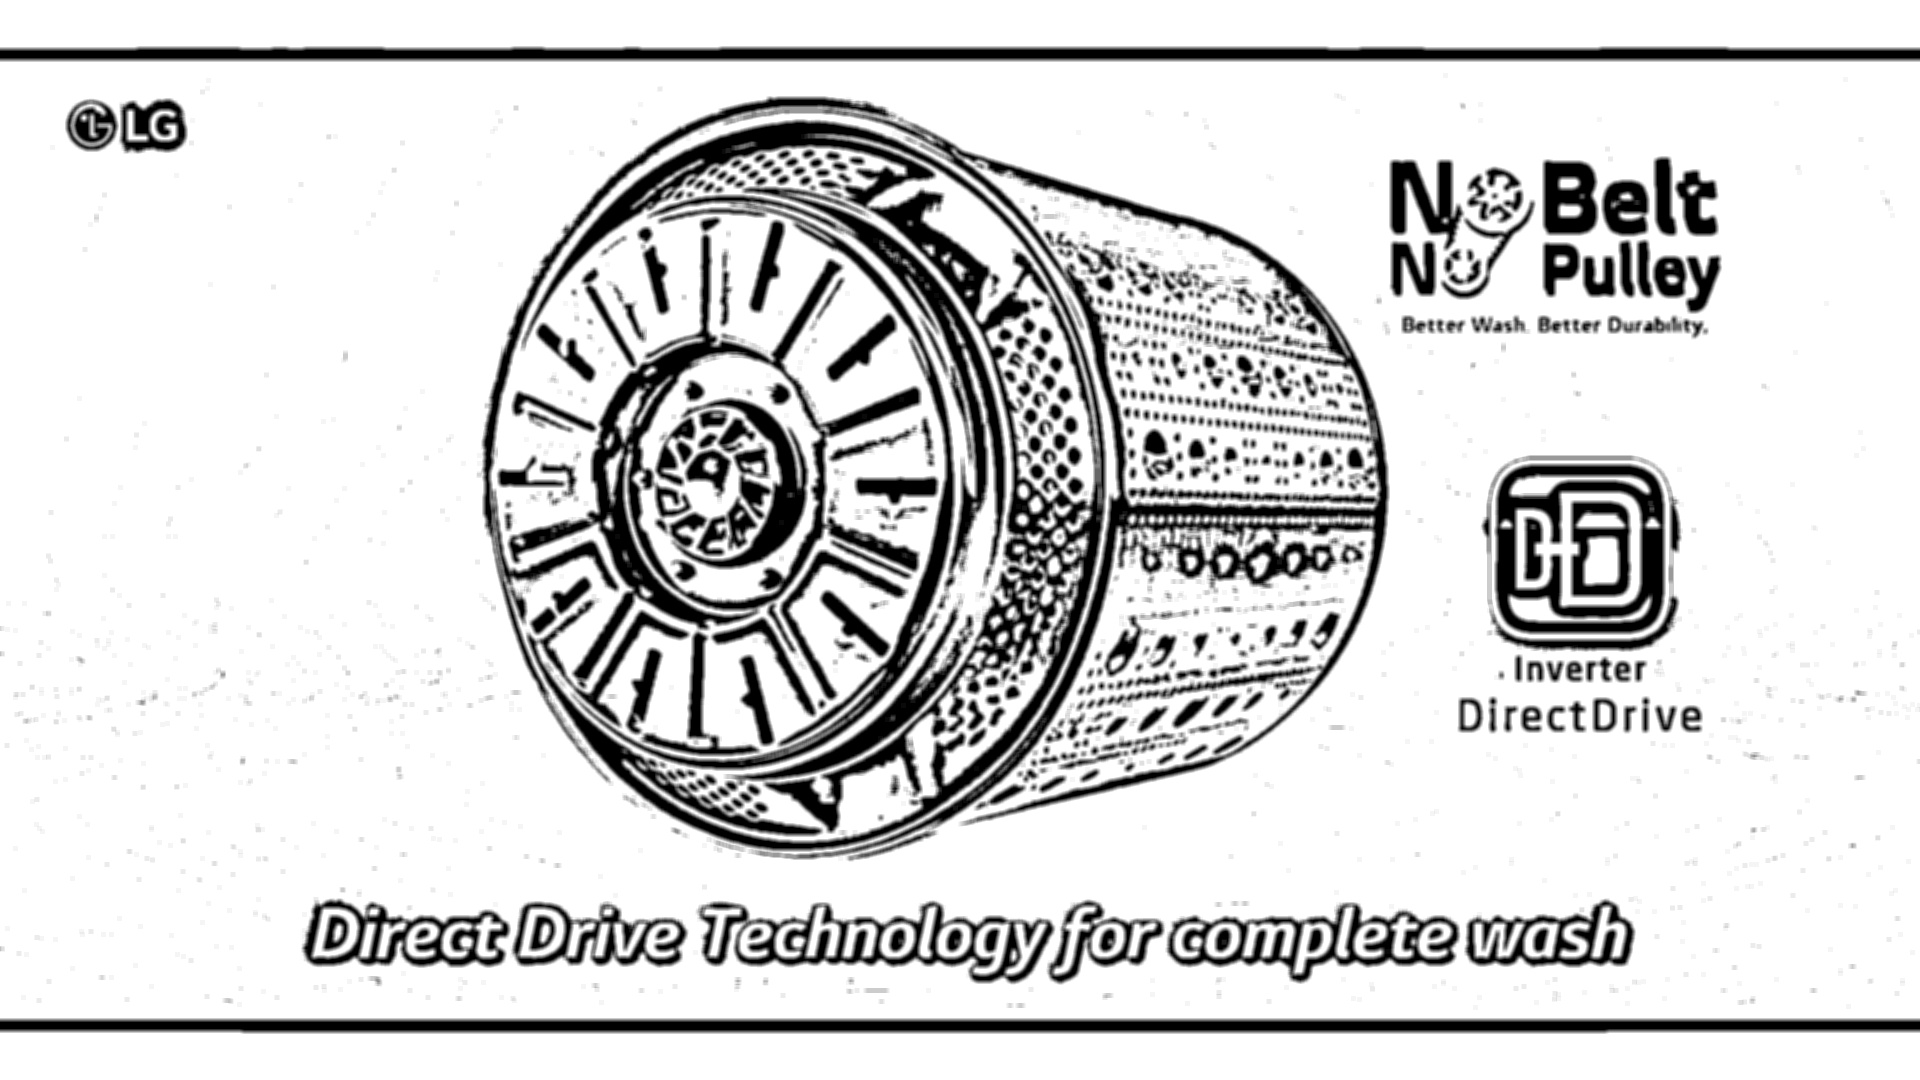 LG
No Belt
No Pulley
Better Wash. Better Durability.
DD
Inverter
DirectDrive
Direct Drive Technology for complete wash